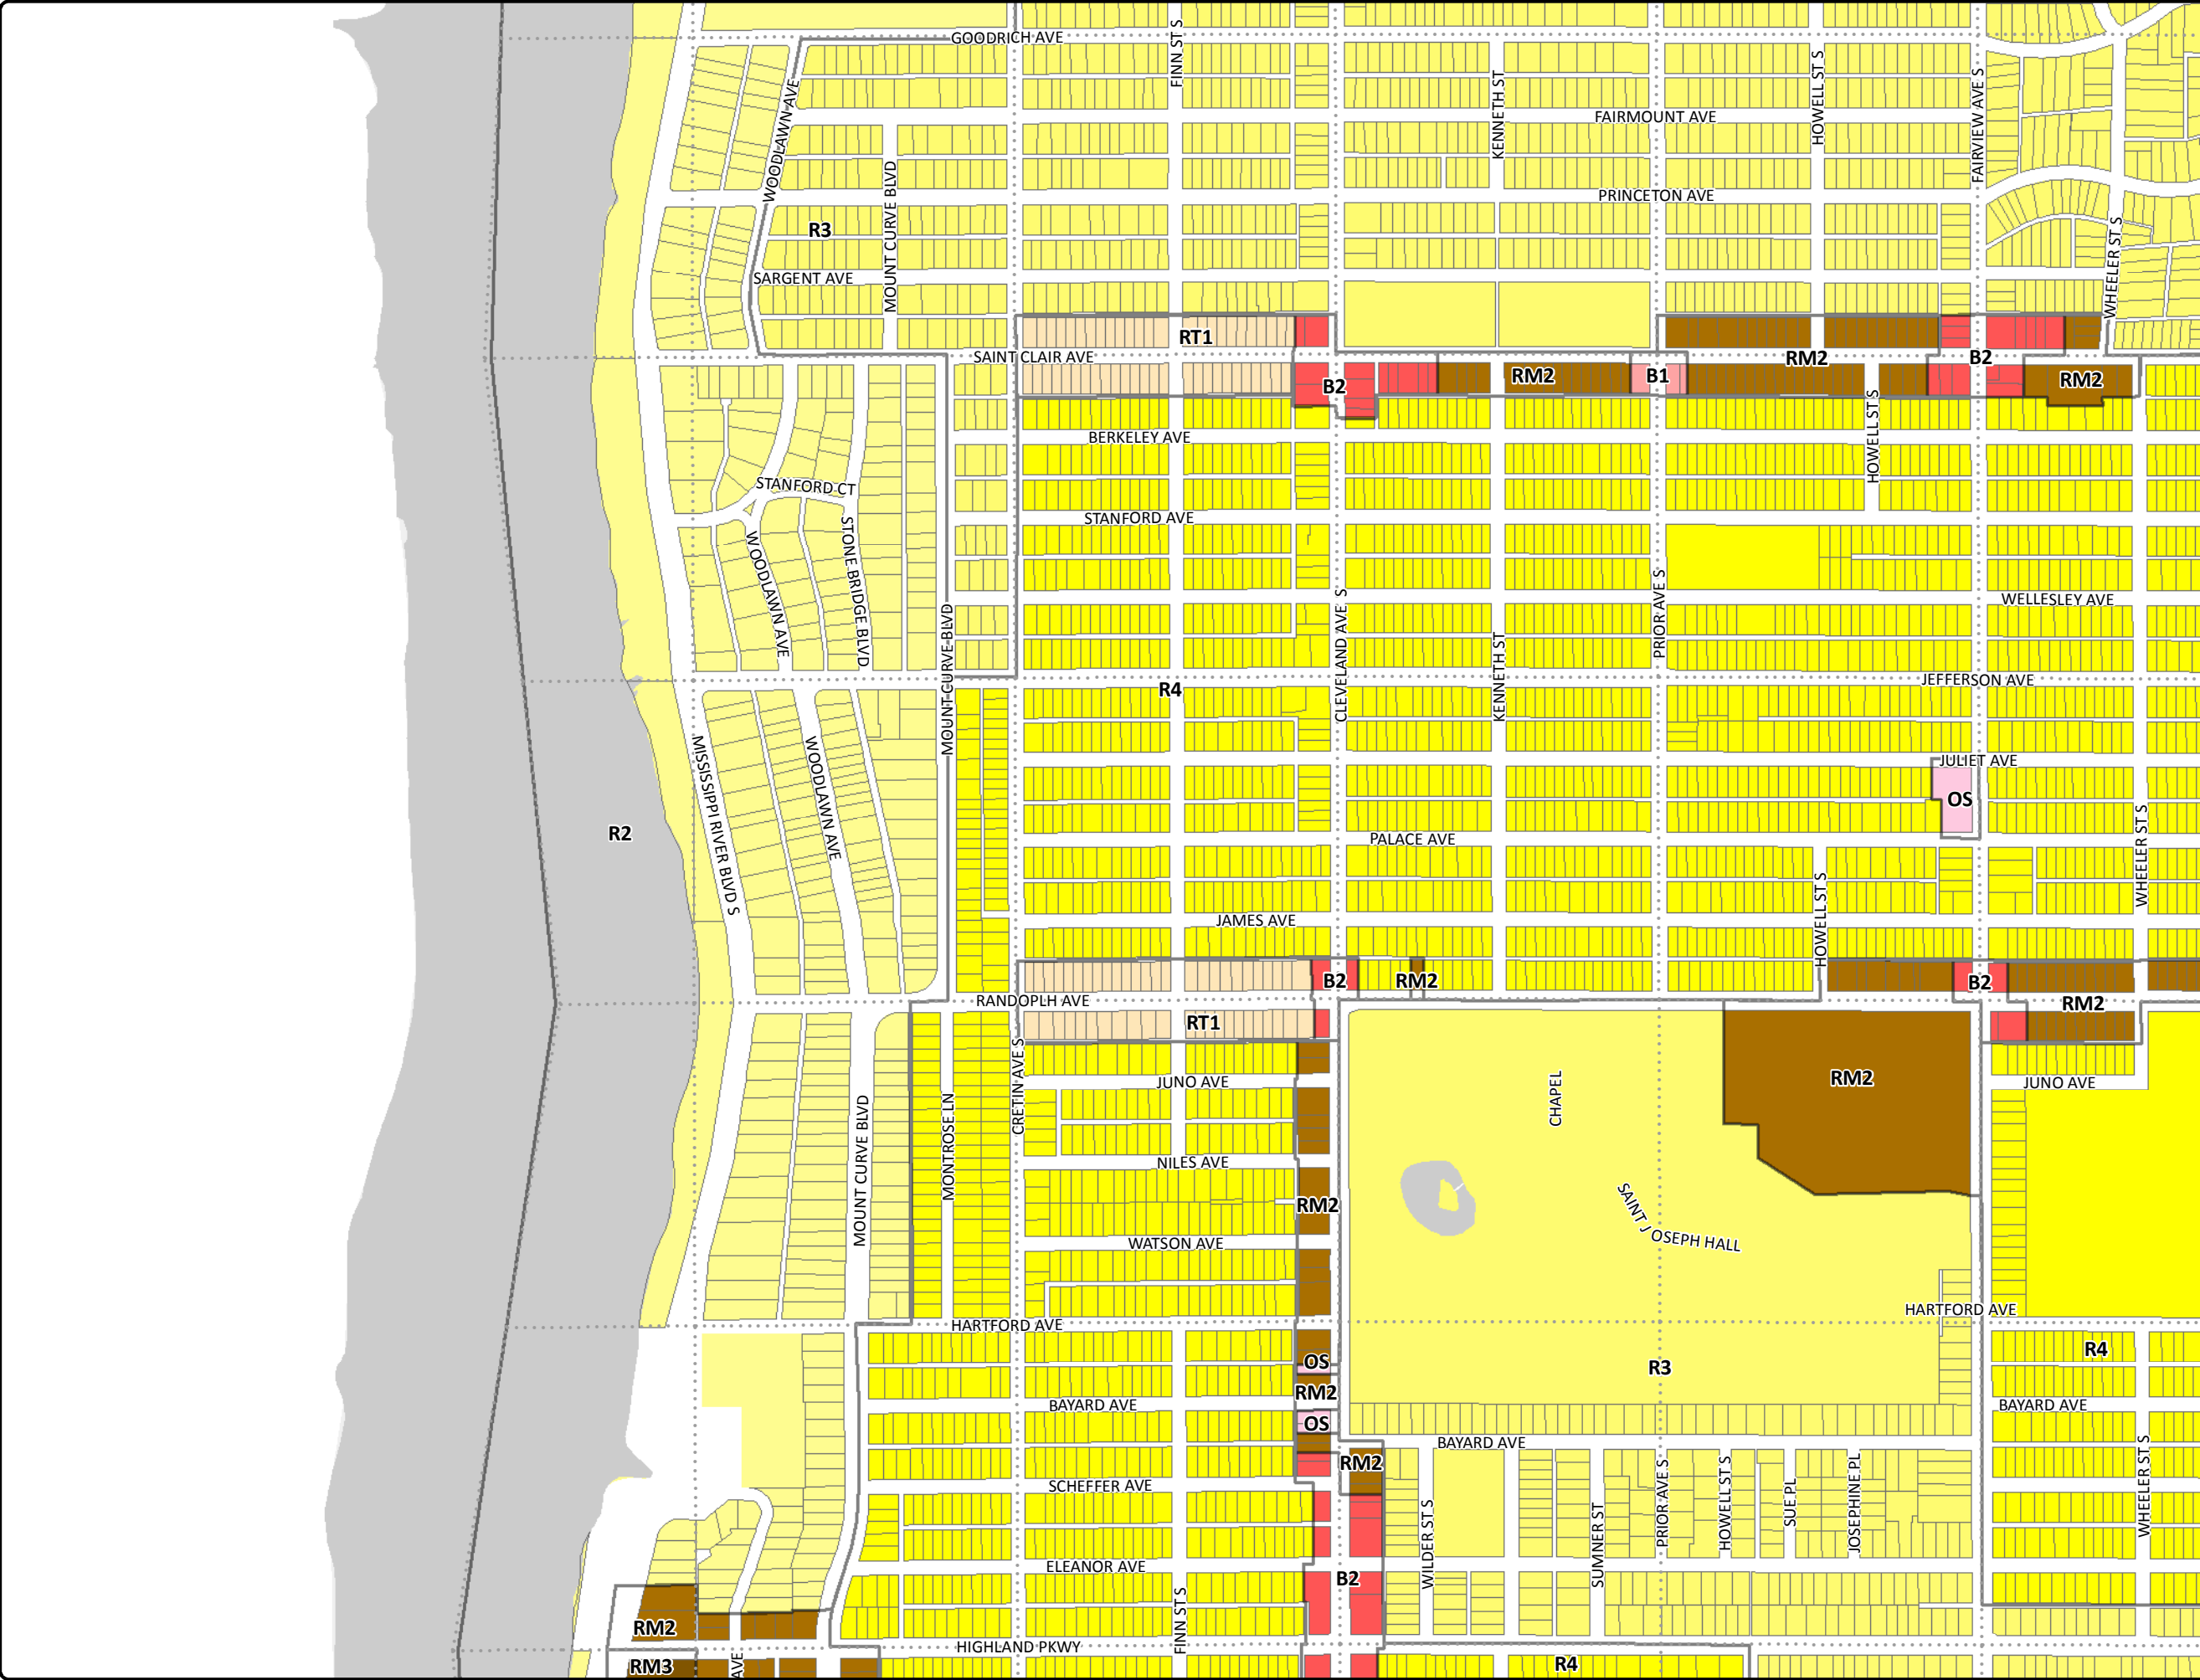 GOODRICH AVE
FINN ST S
KENNETH ST
HOWELL ST S
FAIRVIEW AVE S
WOODLAWN AVE
FAIRMOUNT AVE
MOUNT CURVE BLVD
PRINCETON AVE
R3
WHEELER ST S
SARGENT AVE
RT1
SAINT CLAIR AVE
B2
RM2
B1
RM2
B2
RM2
HOWELL ST S
BERKELEY AVE
STANFORD CT
STANFORD AVE
WOODLAWN AVE
STONE BRIDGE BLVD
MOUNT CURVE BLVD
CLEVELAND AVE S
KENNETH ST
PRIOR AVE S
WELLESLEY AVE
R4
JEFFERSON AVE
MISSISSIPPI RIVER BLVD S
WOODLAWN AVE
JULIET AVE
OS
R2
PALACE AVE
WHEELER ST S
HOWELL ST S
JAMES AVE
B2
RM2
B2
RANDOPLH AVE
RM2
RT1
CRETIN AVE S
JUNO AVE
CHAPEL
RM2
JUNO AVE
MOUNT CURVE BLVD
MONTROSE LN
NILES AVE
RM2
SAINT J OSEPH HALL
WATSON AVE
HARTFORD AVE
HARTFORD AVE
OS
R3
R4
RM2
BAYARD AVE
BAYARD AVE
OS
BAYARD AVE
RM2
SCHEFFER AVE
WILDER ST S
SUMNER ST
PRIOR AVE S
HOWELL ST S
SUE PL
JOSEPHINE PL
WHEELER ST S
ELEANOR AVE
B2
FINN ST S
RM2
HIGHLAND PKWY
RM3
AVE
R4